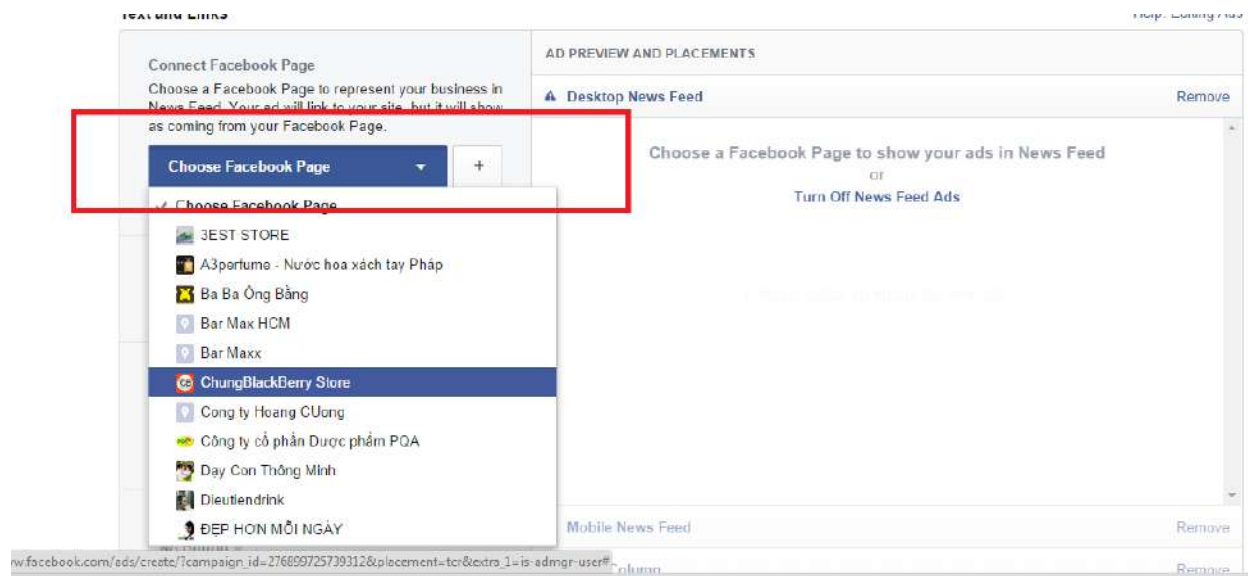 Text and Links
Help: Editing Ads
Connect Facebook Page
Choose a Facebook Page to represent your business in
News Feed. Your ad will link to your site, but it will show
as coming from your Facebook Page.
Choose Facebook Page
+
✓ Choose Facebook Page
3EST STORE
A3perfume - Nước hoa xách tay Pháp
Ba Ba Ông Bằng
Bar Max HCM
Bar Maxx
ChungBlackBerry Store
Cong ty Hoang CUong
Công ty cổ phần Dược phẩm PQA
Dạy Con Thông Minh
Dieutiendrink
ĐẸP HƠN MỖI NGÀY
AD PREVIEW AND PLACEMENTS
Desktop News Feed
Remove
Choose a Facebook Page to show your ads in News Feed
or
Turn Off News Feed Ads
Mobile News Feed
Remove
Column
Remove
w.facebook.com/ads/create/?campaign_id=276899725739312&placement=tcr&extra_1=is-admgr-user#